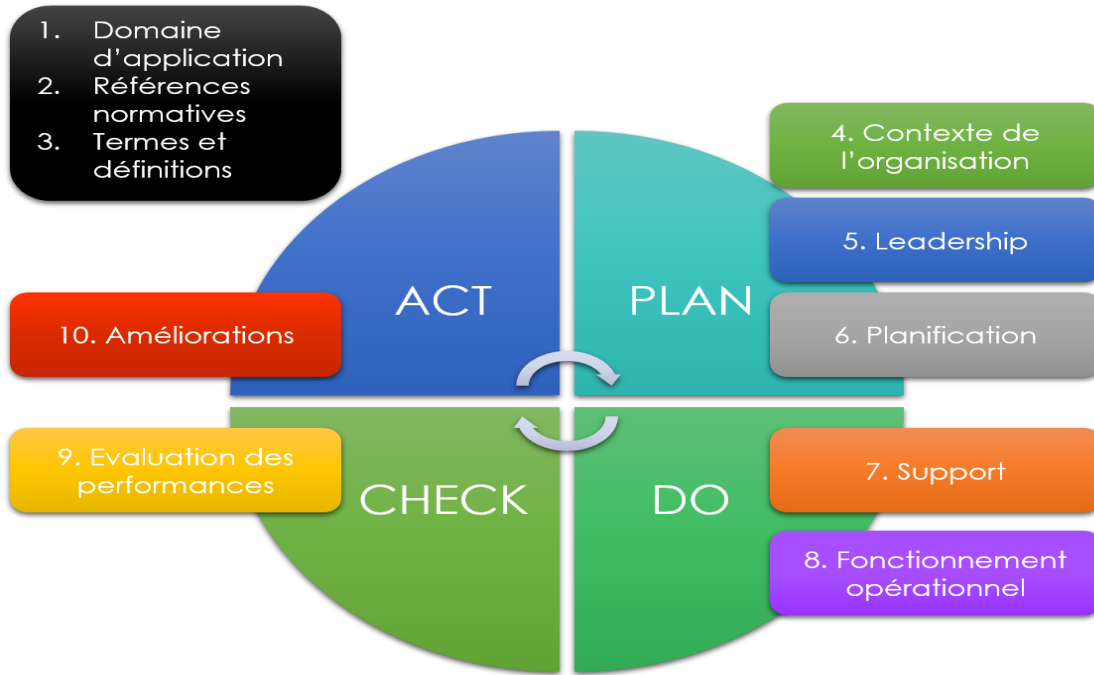 1. Domaine
d'application
2. Références
normatives
3. Termes et
définitions
4. Contexte de
l'organisation
5. Leadership
ACT
PLAN
10. Améliorations
6. Planification
9. Evaluation des
performances
7. Support
CHECK
DO
8. Fonctionnement
opérationnel